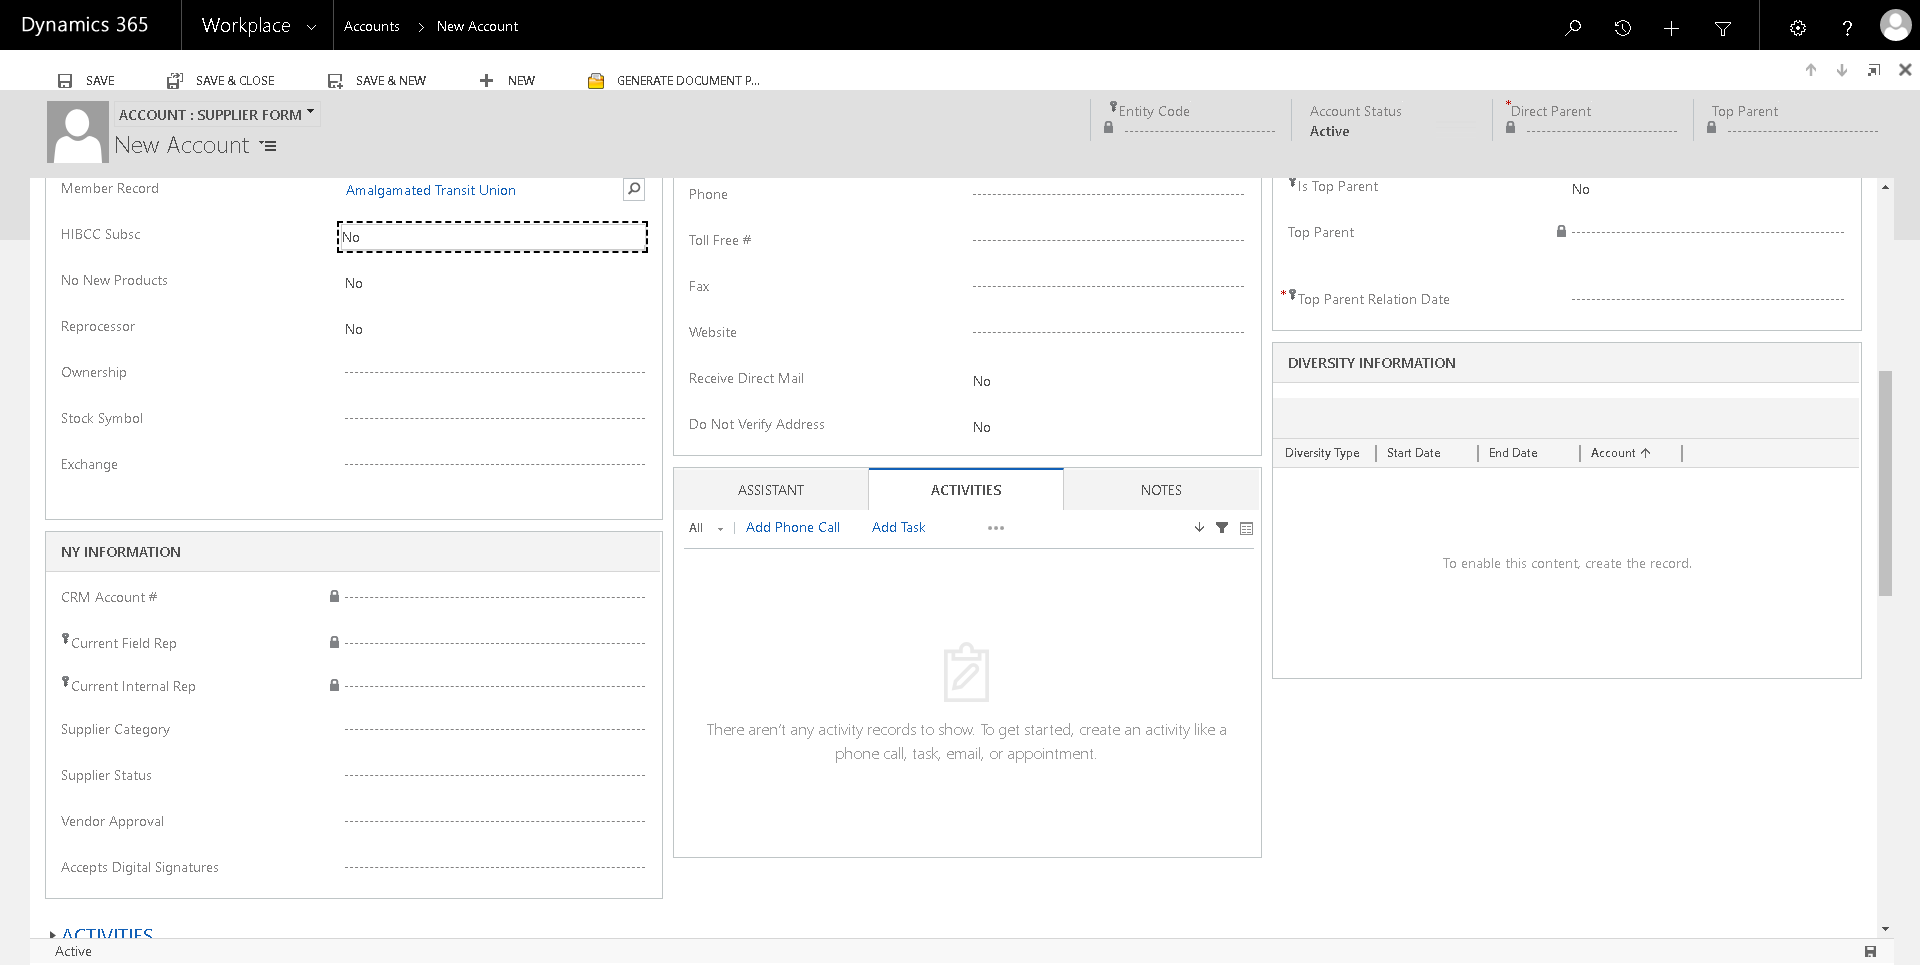 Dynamics 365
Workplace
Accounts > New Account
?
SAVE
SAVE & CLOSE
SAVE & NEW
NEW
GENERATE DOCUMENT P...
ACCOUNT : SUPPLIER FORM
New Account
Entity Code
Account Status
Active
*Direct Parent
Top Parent
Member Record
Amalgamated Transit Union
HIBCC Subsc
No
No New Products
No
Reprocessor
No
Ownership
Stock Symbol
Exchange
NY INFORMATION
CRM Account #
Current Field Rep
Current Internal Rep
Supplier Category
Supplier Status
Vendor Approval
Accepts Digital Signatures
ACTIVITIES
Phone
Toll Free #
Fax
Website
Receive Direct Mail
No
Do Not Verify Address
No
ASSISTANT
ACTIVITIES
NOTES
All
Add Phone Call
Add Task
There aren't any activity records to show. To get started, create an activity like a
phone call, task, email, or appointment.
Is Top Parent
No
Top Parent
*Top Parent Relation Date
DIVERSITY INFORMATION
Diversity Type
Start Date
End Date
Account
To enable this content, create the record.
Active